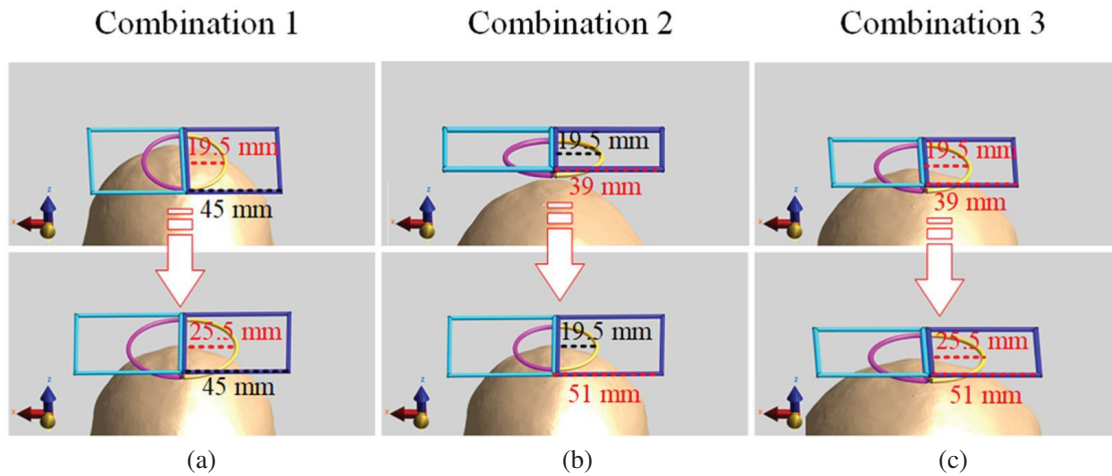 Combination 1 Combination 2 Combination 3
19.5 mm
45 mm
z
x
19.5 mm
39 mm
z
x
19.5 mm
39 mm
z
x
25.5 mm
45 mm
z
x
19.5 mm
51 mm
z
x
25.5 mm
51 mm
z
x
(a) (b) (c)